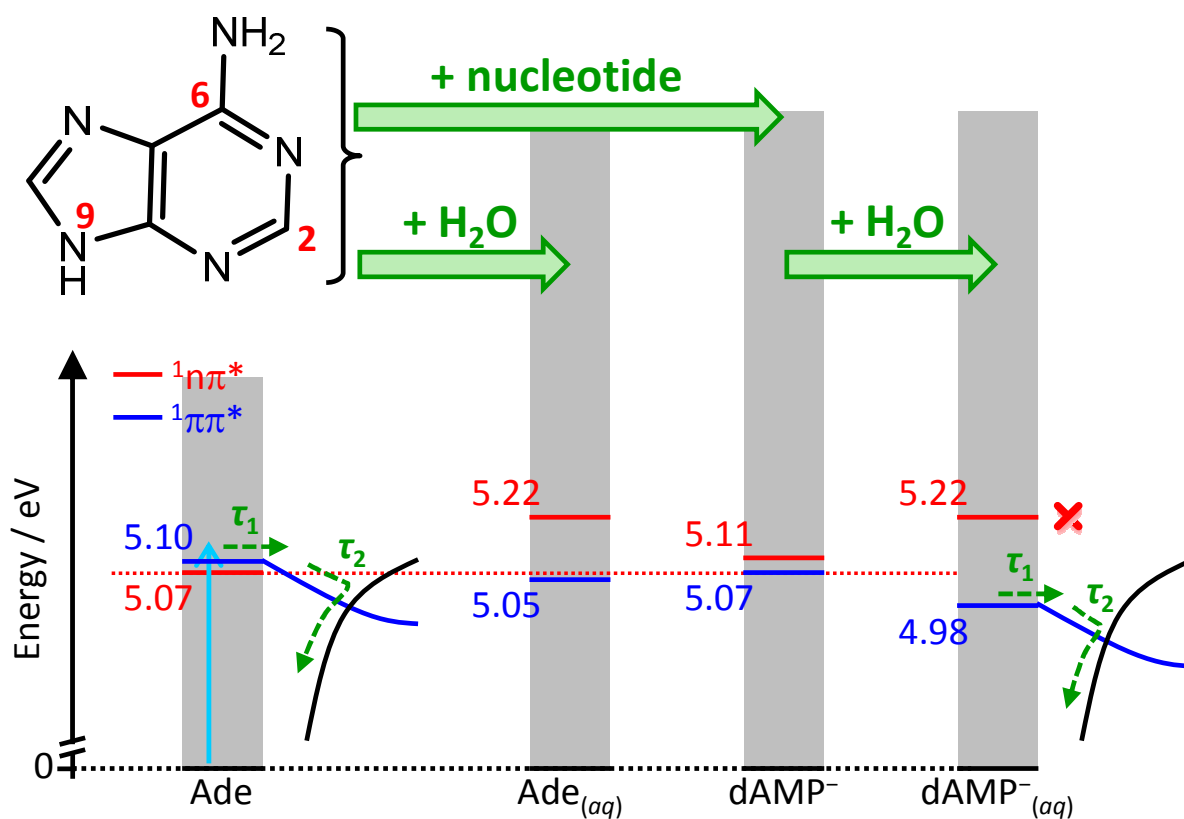 NH₂
6
+ nucleotide
N
N
9
+ H₂O
+ H₂O
N
2
N
H
¹nπ*
¹ππ*
Energy / eV
5.22
5.22
5.10
τ₁
5.11
τ₂
τ₁
5.07
5.05
5.07
τ₂
4.98
0
Ade
Ade(aq)
dAMP⁻
dAMP⁻(aq)